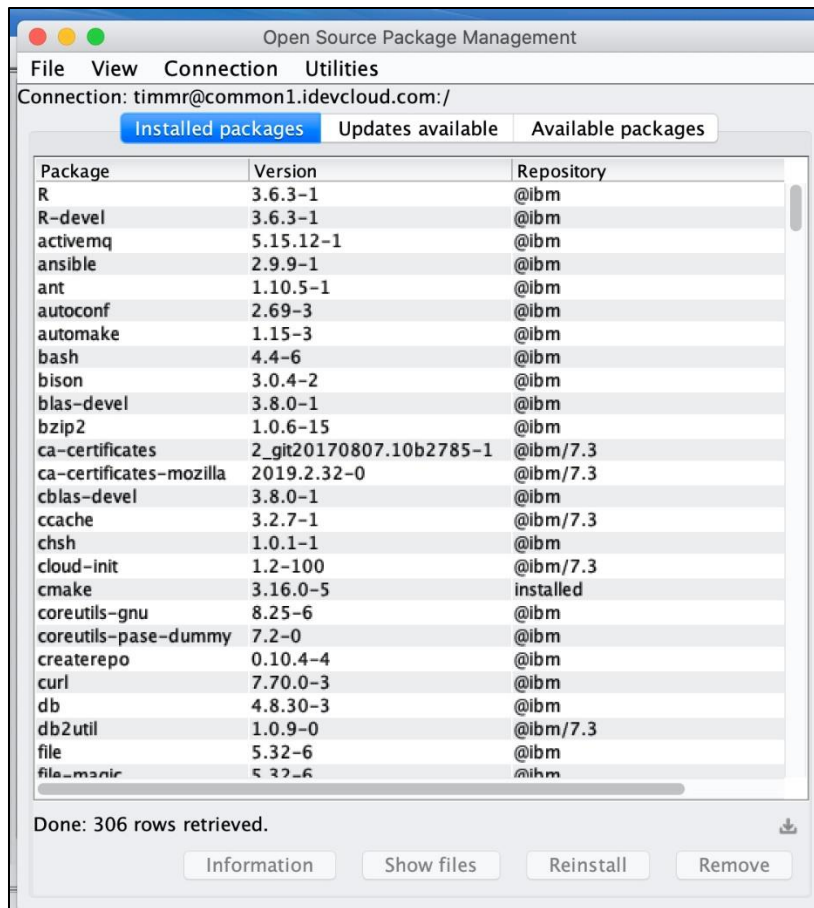 Open Source Package Management
File View Connection Utilities
Connection: timmr@common1.idevcloud.com:/
Installed packages Updates available Available packages
Package Version Repository
R 3.6.3-1 @ibm
R-devel 3.6.3-1 @ibm
activemq 5.15.12-1 @ibm
ansible 2.9.9-1 @ibm
ant 1.10.5-1 @ibm
autoconf 2.69-3 @ibm
automake 1.15-3 @ibm
bash 4.4-6 @ibm
bison 3.0.4-2 @ibm
blas-devel 3.8.0-1 @ibm
bzip2 1.0.6-15 @ibm
ca-certificates 2_git20170807.10b2785-1 @ibm/7.3
ca-certificates-mozilla 2019.2.32-0 @ibm/7.3
cblas-devel 3.8.0-1 @ibm
ccache 3.2.7-1 @ibm/7.3
chsh 1.0.1-1 @ibm
cloud-init 1.2-100 @ibm/7.3
cmake 3.16.0-5 installed
coreutils-gnu 8.25-6 @ibm
coreutils-pase-dummy 7.2-0 @ibm
createrepo 0.10.4-4 @ibm
curl 7.70.0-3 @ibm
db 4.8.30-3 @ibm
db2util 1.0.9-0 @ibm/7.3
file 5.32-6 @ibm
file-magic 5.32-6 @ibm
Done: 306 rows retrieved.
Information Show files Reinstall Remove